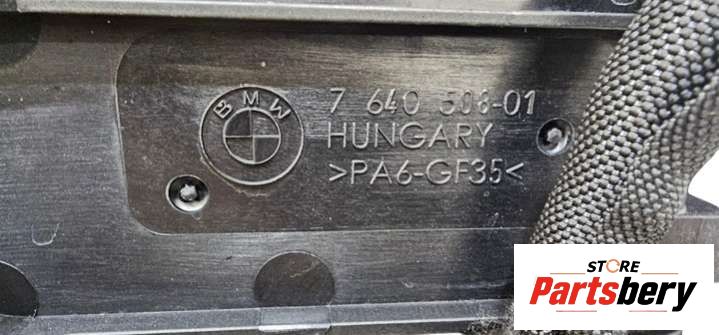 BMW
7 640 508-01
HUNGARY
>PA6-GF35<
STORE
Partsbery